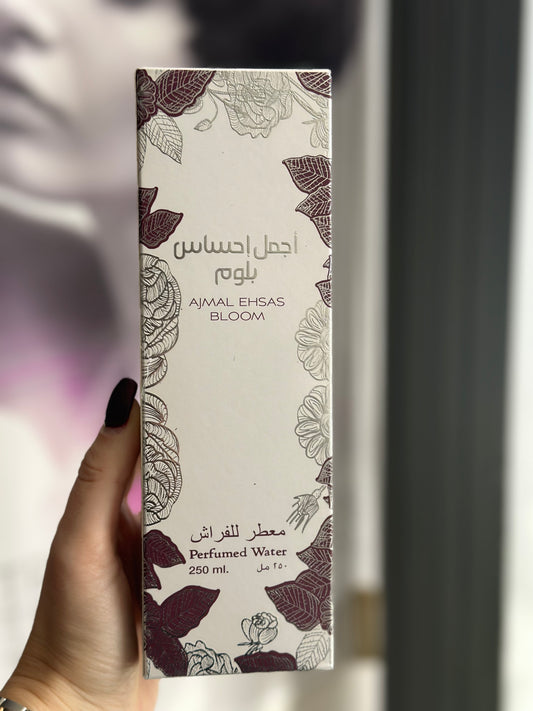 أجمل إحساس
بلوم
AJMAL EHSAS
BLOOM
معطر للفراش
Perfumed Water
250 ml. ٢٥٠ مل